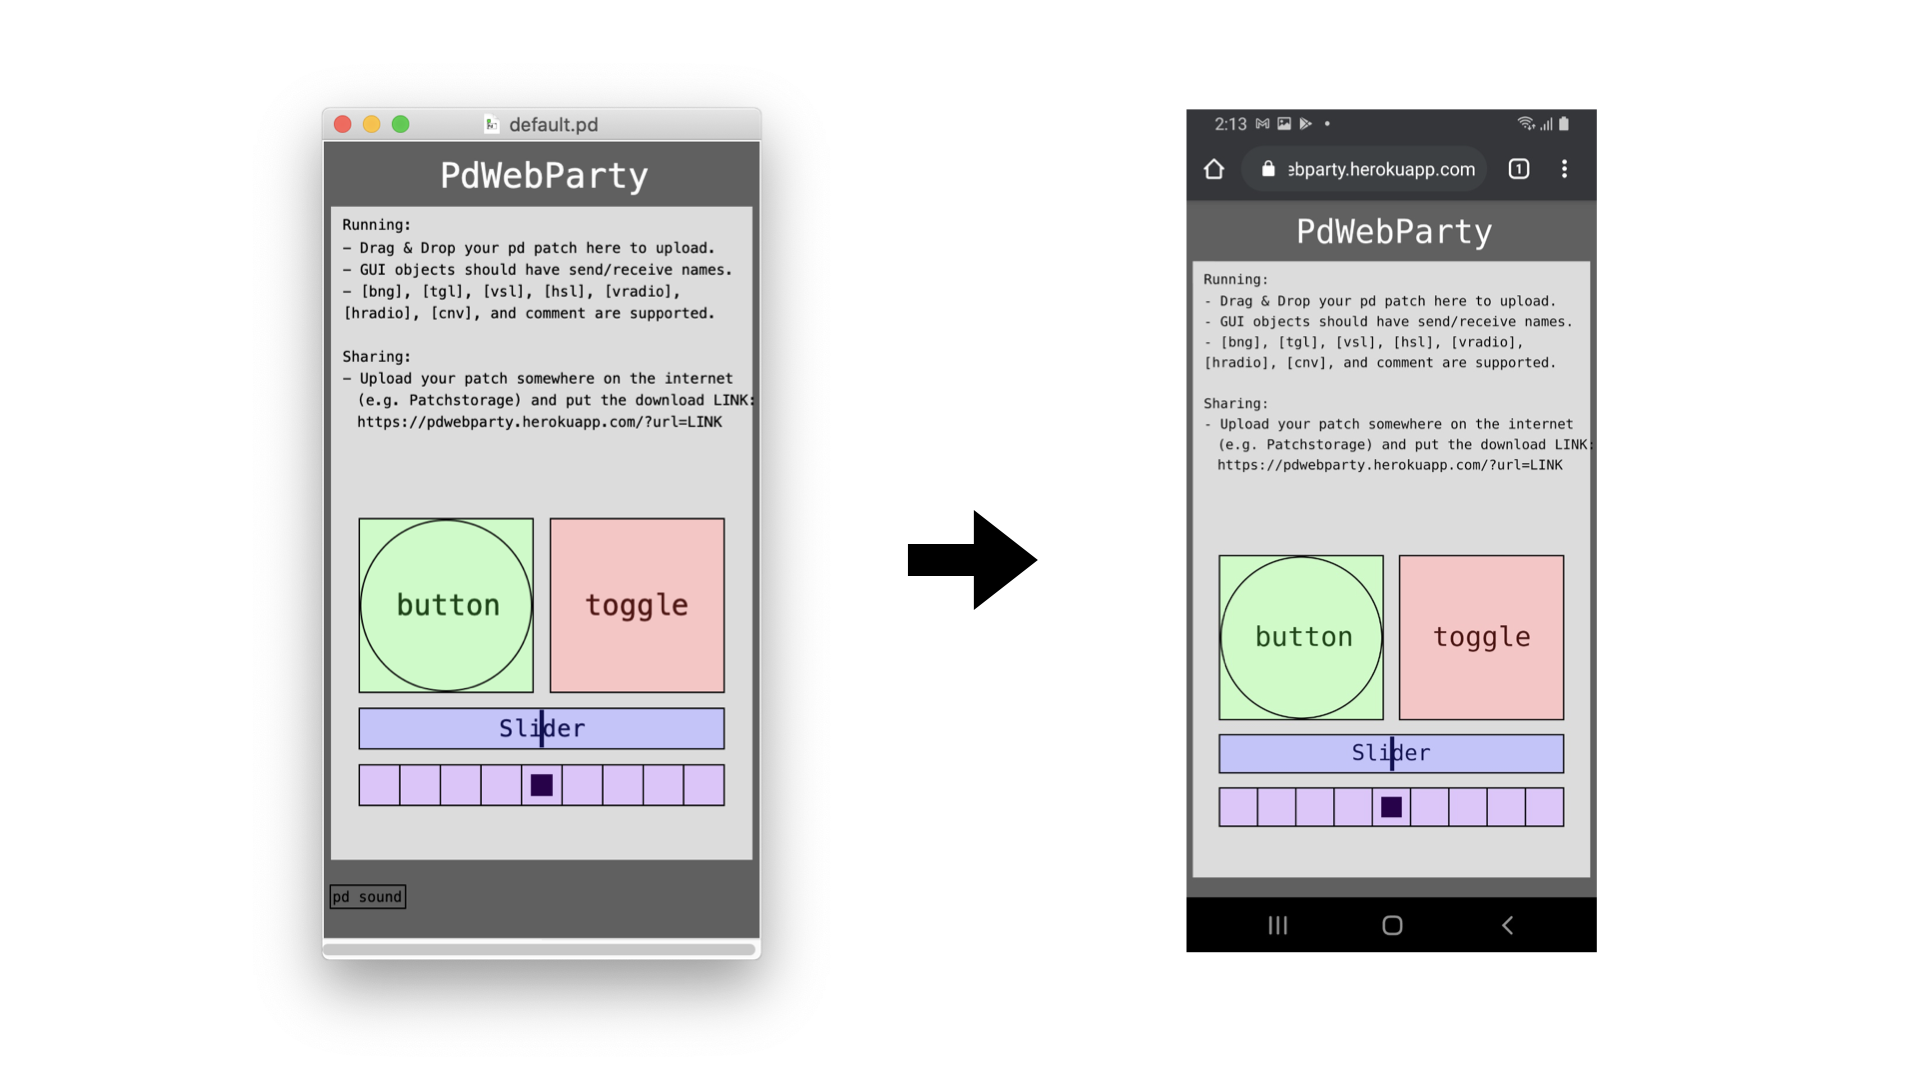 default.pd
PdWebParty
Running:
– Drag & Drop your pd patch here to upload.
– GUI objects should have send/receive names.
– [bng], [tgl], [vsl], [hsl], [vradio],
[hradio], [cnv], and comment are supported.
Sharing:
– Upload your patch somewhere on the internet
(e.g. Patchstorage) and put the download LINK:
https://pdwebparty.herokuapp.com/?url=LINK
button
toggle
Slider
pd sound
2:13
ebparty.herokuapp.com
1
PdWebParty
Running:
- Drag & Drop your pd patch here to upload.
- GUI objects should have send/receive names.
- [bng], [tgl], [vsl], [hsl], [vradio],
[hradio], [cnv], and comment are supported.
Sharing:
- Upload your patch somewhere on the internet
(e.g. Patchstorage) and put the download LINK:
https://pdwebparty.herokuapp.com/?url=LINK
button
toggle
Slider